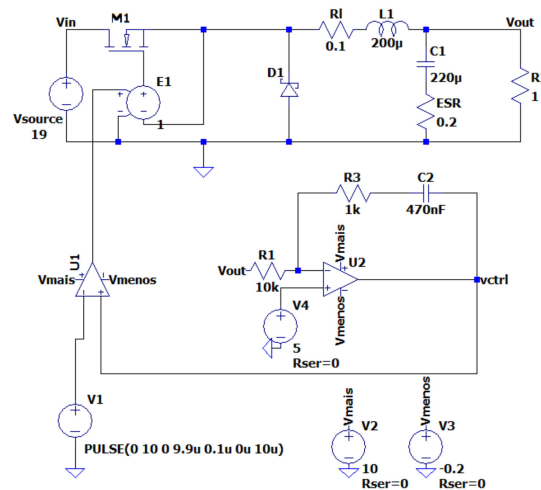 M1
Vin
Rl
0.1
L1
200µ
Vout
C1
220µ
ESR
0.2
R
1
E1
1
D1
Vsource
19
R3
1k
C2
470nF
U1
Vmais
Vmenos
Vout
R1
10k
Vmais
U2
Vmenos
vctrl
V4
5
Rser=0
V1
PULSE(0 10 0 9.9u 0.1u 0u 10u)
Vmais
V2
10
Rser=0
Vmenos
V3
-0.2
Rser=0